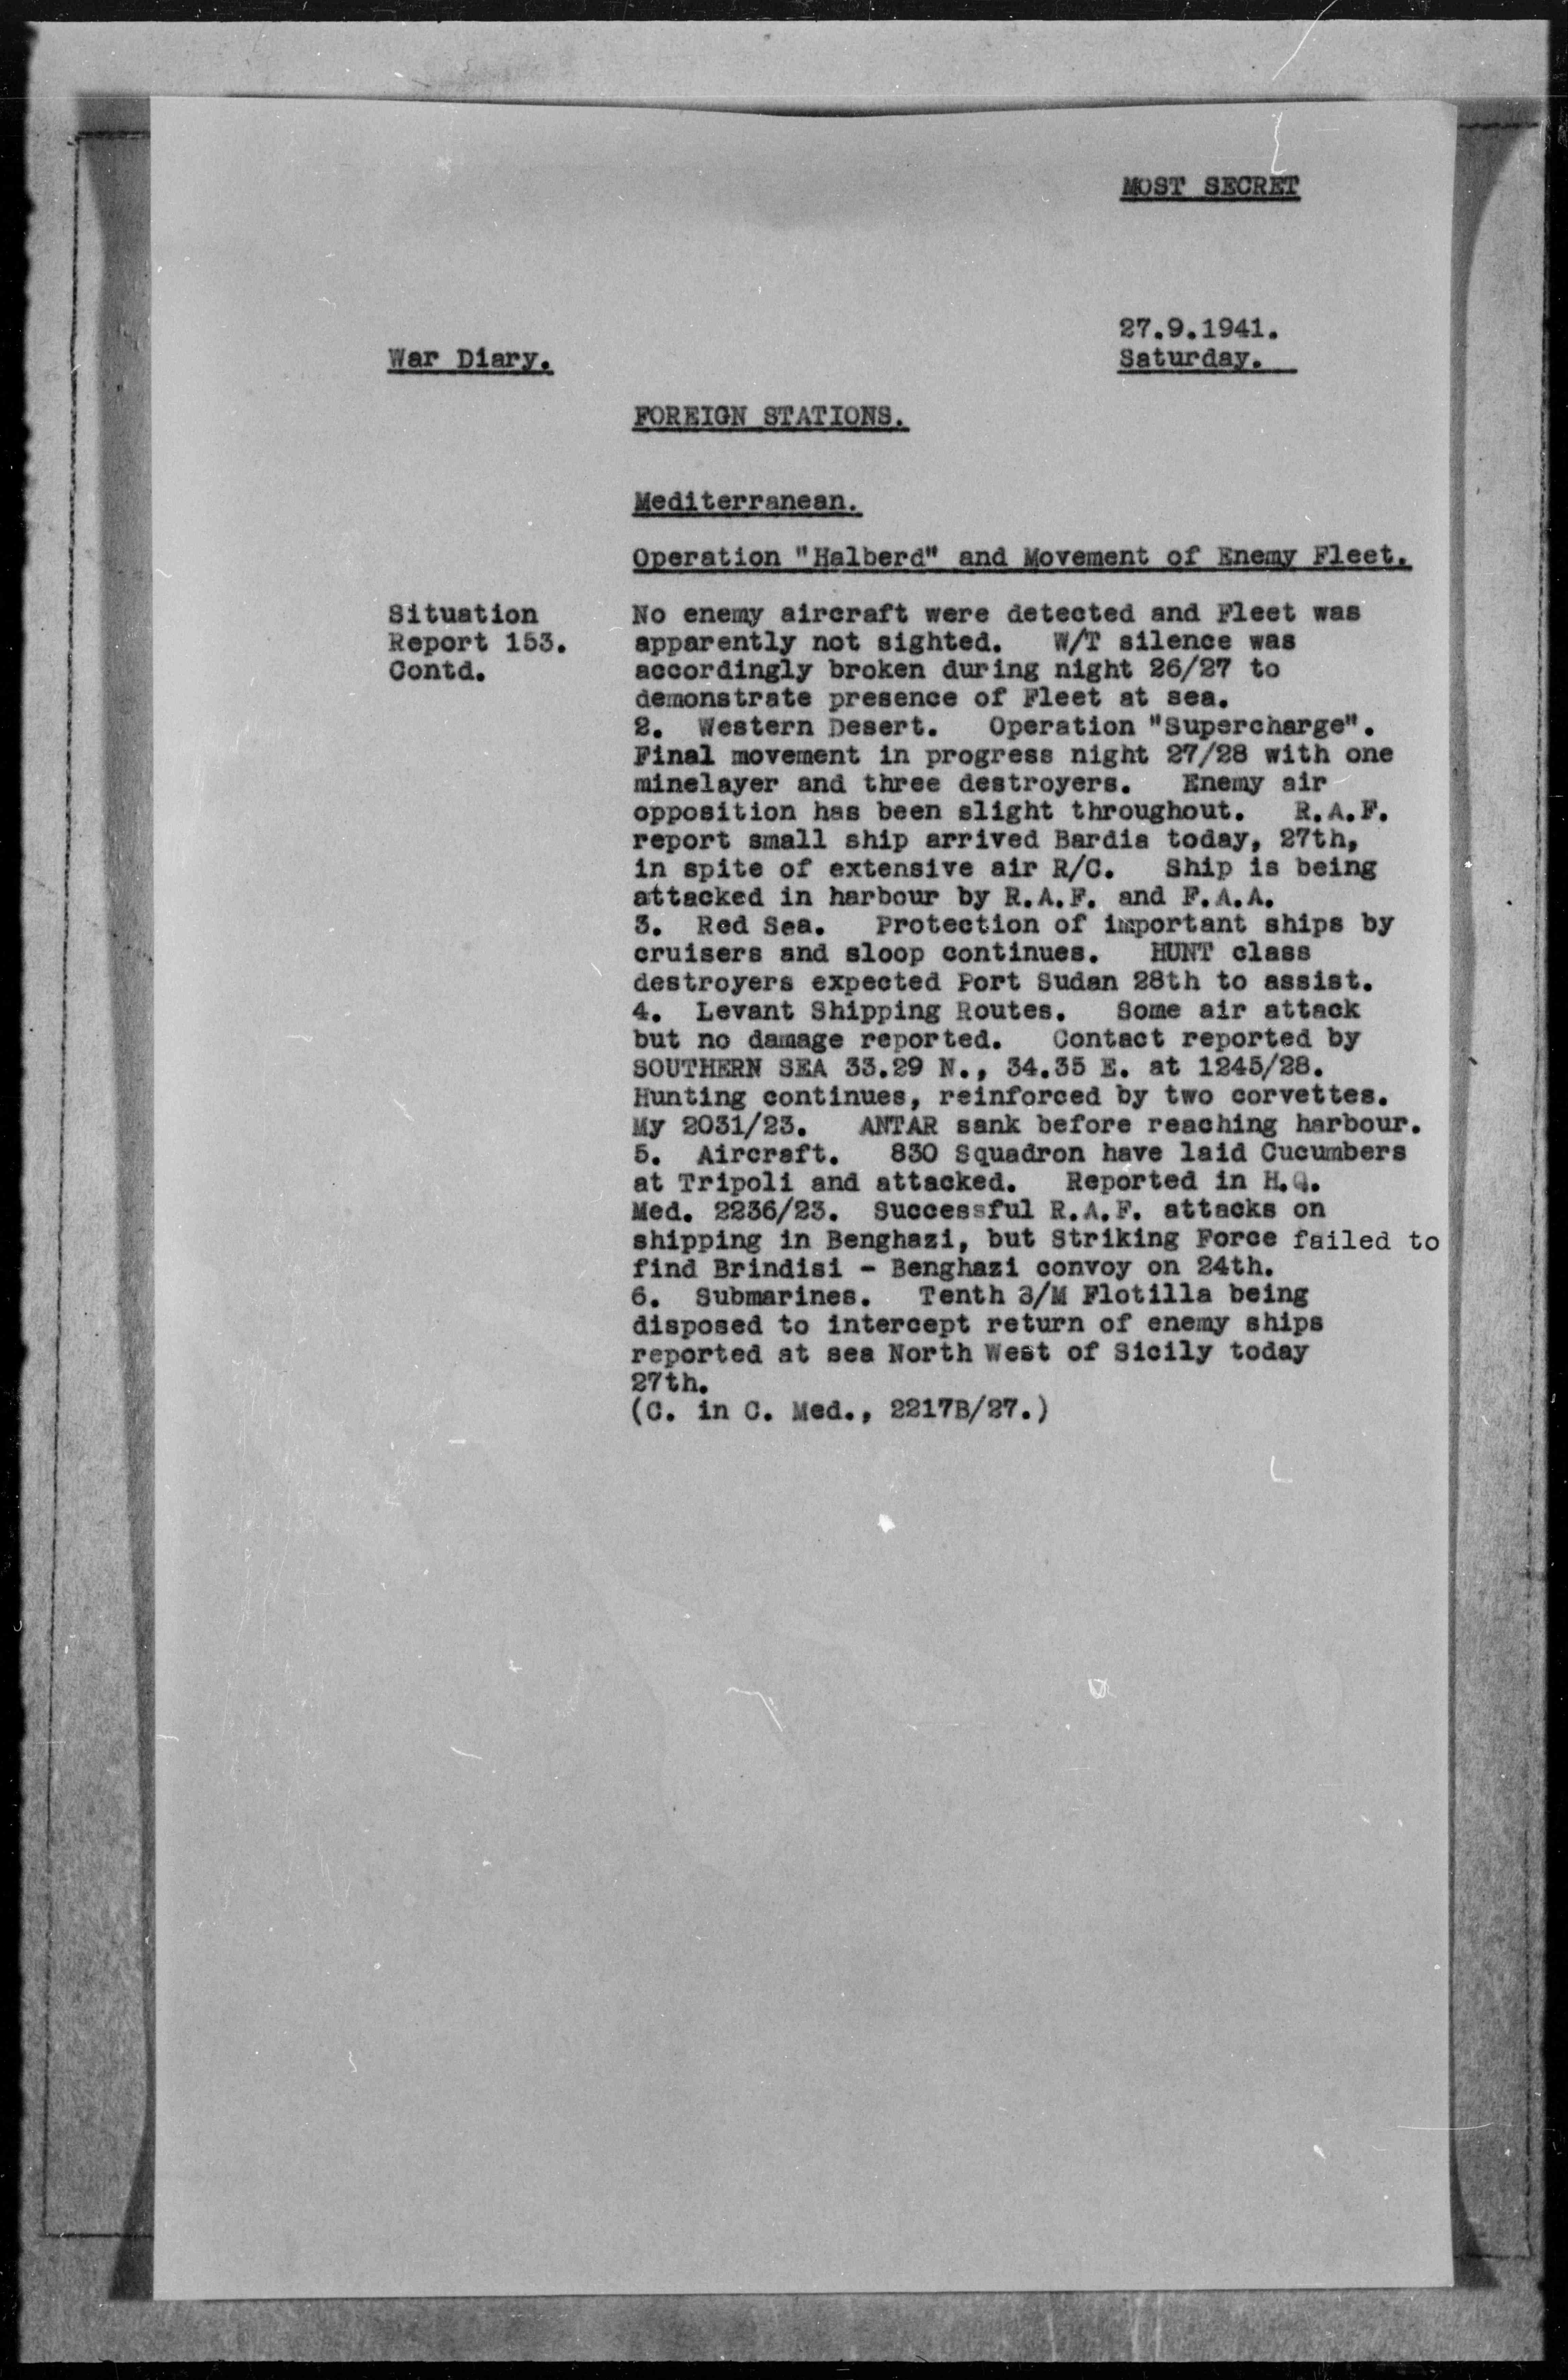 MOST SECRET
27.9.1941.
War Diary.
Saturday.
FOREIGN STATIONS.
Mediterranean.
Operation "Halberd" and Movement of Enemy Fleet.
Situation
Report 153.
Contd.
No enemy aircraft were detected and Fleet was
apparently not sighted. W/T silence was
accordingly broken during night 26/27 to
demonstrate presence of Fleet at sea.
2. Western Desert. Operation "Supercharge".
Final movement in progress night 27/28 with one
minelayer and three destroyers. Enemy air
opposition has been slight throughout. R.A.F.
report small ship arrived Bardia today, 27th,
in spite of extensive air R/C. Ship is being
attacked in harbour by R.A.F. and F.A.A.
3. Red Sea. Protection of important ships by
cruisers and sloop continues. HUNT class
destroyers expected Port Sudan 28th to assist.
4. Levant Shipping Routes. Some air attack
but no damage reported. Contact reported by
SOUTHERN SEA 33.29 N., 34.35 E. at 1245/28.
Hunting continues, reinforced by two corvettes.
My 2031/23. ANTAR sank before reaching harbour.
5. Aircraft. 830 Squadron have laid Cucumbers
at Tripoli and attacked. Reported in H.Q.
Med. 2236/23. Successful R.A.F. attacks on
shipping in Benghazi, but Striking Force failed to
find Brindisi - Benghazi convoy on 24th.
6. Submarines. Tenth S/M Flotilla being
disposed to intercept return of enemy ships
reported at sea North West of Sicily today
27th.
(C. in C. Med., 2217B/27.)